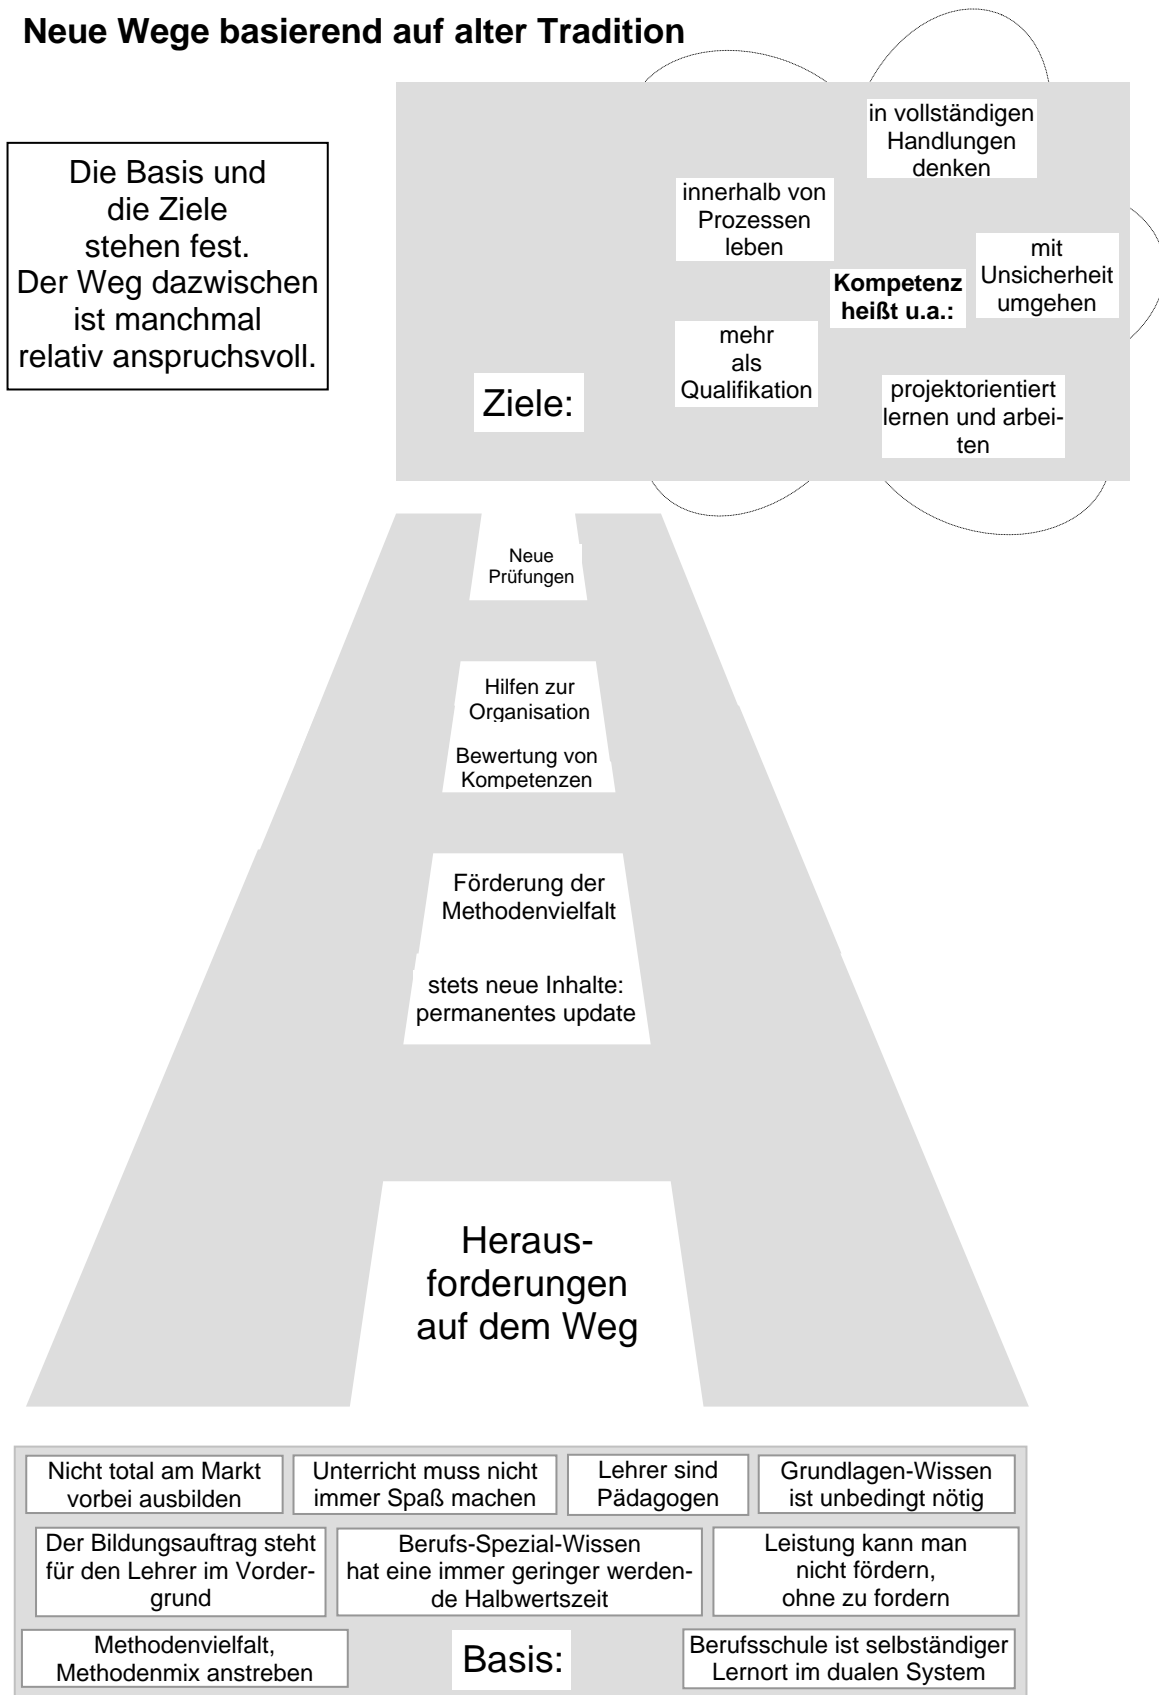 Neue Wege basierend auf alter Tradition
Die Basis und
die Ziele
stehen fest.
Der Weg dazwischen
ist manchmal
relativ anspruchsvoll.
in vollständigen
Handlungen
denken
innerhalb von
Prozessen
leben
mit
Unsicherheit
umgehen
Kompetenz
heißt u.a.:
mehr
als
Qualifikation
projektorientiert
lernen und arbei-
ten
Ziele:
Neue
Prüfungen
Hilfen zur
Organisation
Bewertung von
Kompetenzen
Förderung der
Methodenvielfalt
stets neue Inhalte:
permanentes update
Heraus-
forderungen
auf dem Weg
Nicht total am Markt
vorbei ausbilden
Unterricht muss nicht
immer Spaß machen
Lehrer sind
Pädagogen
Grundlagen-Wissen
ist unbedingt nötig
Der Bildungsauftrag steht
für den Lehrer im Vorder-
grund
Berufs-Spezial-Wissen
hat eine immer geringer werden-
de Halbwertszeit
Leistung kann man
nicht fördern,
ohne zu fordern
Methodenvielfalt,
Methodenmix anstreben
Basis:
Berufsschule ist selbständiger
Lernort im dualen System